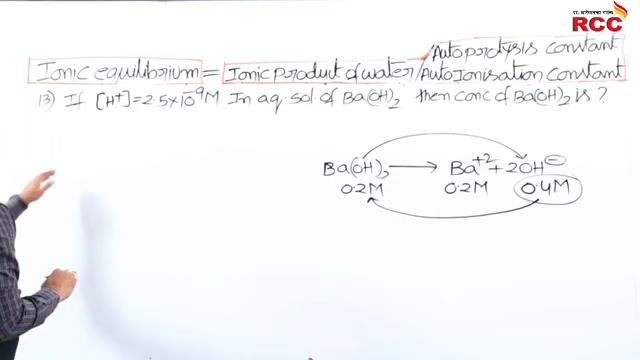 RCC
Autoprotysis constant
Ionic equilibrium = Ionic product of water / AutoIonisation Constant
13) If [H+] = 2.5×10⁻⁹M In aq. sol of Ba(OH)₂ then conc of Ba(OH)₂ is ?
Ba(OH)₂ ⟶ Ba⁺² + 2OH⊖
0.2M 0.2M 0.4M